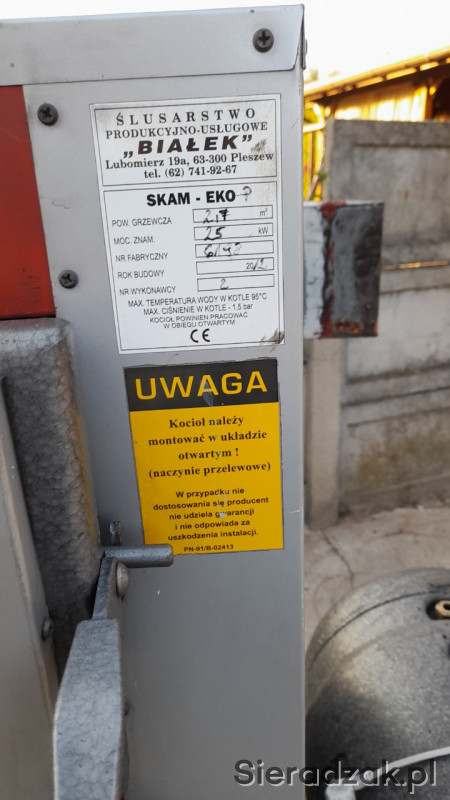 ŚLUSARSTWO
PRODUKCYJNO-USŁUGOWE
„BIAŁEK”
Lubomierz 19a, 63-300 Pleszew
tel. (62) 741-92-67
SKAM - EKO P
POW. GRZEWCZA 2,7 m²
MOC. ZNAM. 25 kW
NR FABRYCZNY
ROK BUDOWY 2012
NR WYKONAWCY 2
MAX. TEMPERATURA WODY W KOTLE 95°C
MAX. CIŚNIENIE W KOTLE - 1,5 bar
KOCIOŁ POWINIEN PRACOWAĆ
W OBIEGU OTWARTYM
CE
UWAGA
Kocioł należy
montować w układzie
otwartym !
(naczynie przelewowe)
W przypadku nie
dostosowania się producent
nie udziela gwarancji
i nie odpowiada za
uszkodzenia instalacji.
PN-91/B-02413
Sieradzak.pl